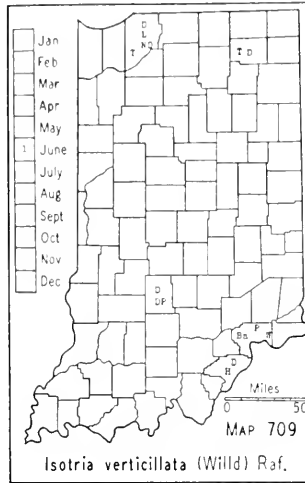 D
L
NQ
T
T D
Jan
Feb
Mar
Apr
May
1 June
July
Aug
Sept
Oct
Nov
Dec
D
DP
P
Bn
D
H
Miles
0 50
MAP 709
Isotria verticillata (Willd) Raf.